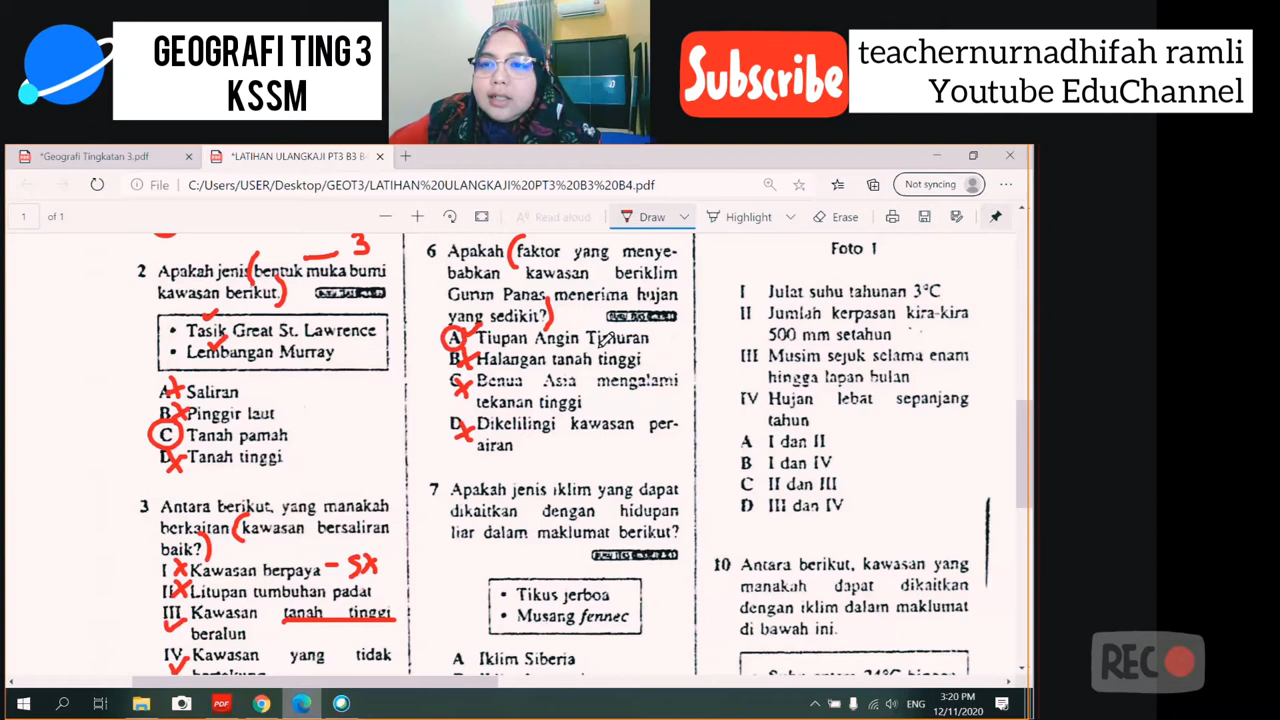 GEOGRAFI TING 3
KSSM
Subscribe
teachernurnadhifah ramli
Youtube EduChannel
*Geografi Tingkatan 3.pdf
*LATIHAN ULANGKAJI PT3 B3 B4
File
C:/Users/USER/Desktop/GEOT3/LATIHAN%20ULANGKAJI%20PT3%20B3%20B4.pdf
Not syncing
1 of 1
Read aloud
Draw
Highlight
Erase
3
2 Apakah jenis (bentuk muka bumi
kawasan berikut.)
• Tasik Great St. Lawrence
• Lembangan Murray
A Saliran
B Pinggir laut
C Tanah pamah
D Tanah tinggi
3 Antara berikut, yang manakah
berkaitan (kawasan bersaliran
baik?)
I Kawasan berpaya - SX
II Litupan tumbuhan padat
III Kawasan tanah tinggi
beralun
IV Kawasan yang tidak
6 Apakah (faktor yang menye-
babkan kawasan beriklim
Gurun Panas menerima hujan
yang sedikit?)
A Tiupan Angin Timuran
B Halangan tanah tinggi
C Benua Asia mengalami
tekanan tinggi
D Dikelilingi kawasan per-
airan
7 Apakah jenis iklim yang dapat
dikaitkan dengan hidupan
liar dalam maklumat berikut?
• Tikus jerboa
• Musang fennec
A Iklim Siberia
Foto 1
I Julat suhu tahunan 3°C
II Jumlah kerpasan kira-kira
500 mm setahun
III Musim sejuk selama enam
hingga lapan bulan
IV Hujan lebat sepanjang
tahun
A I dan II
B I dan IV
C II dan III
D III dan IV
10 Antara berikut, kawasan yang
manakah dapat dikaitkan
dengan iklim dalam maklumat
di bawah ini.
REC
ENG
3:20 PM
12/11/2020